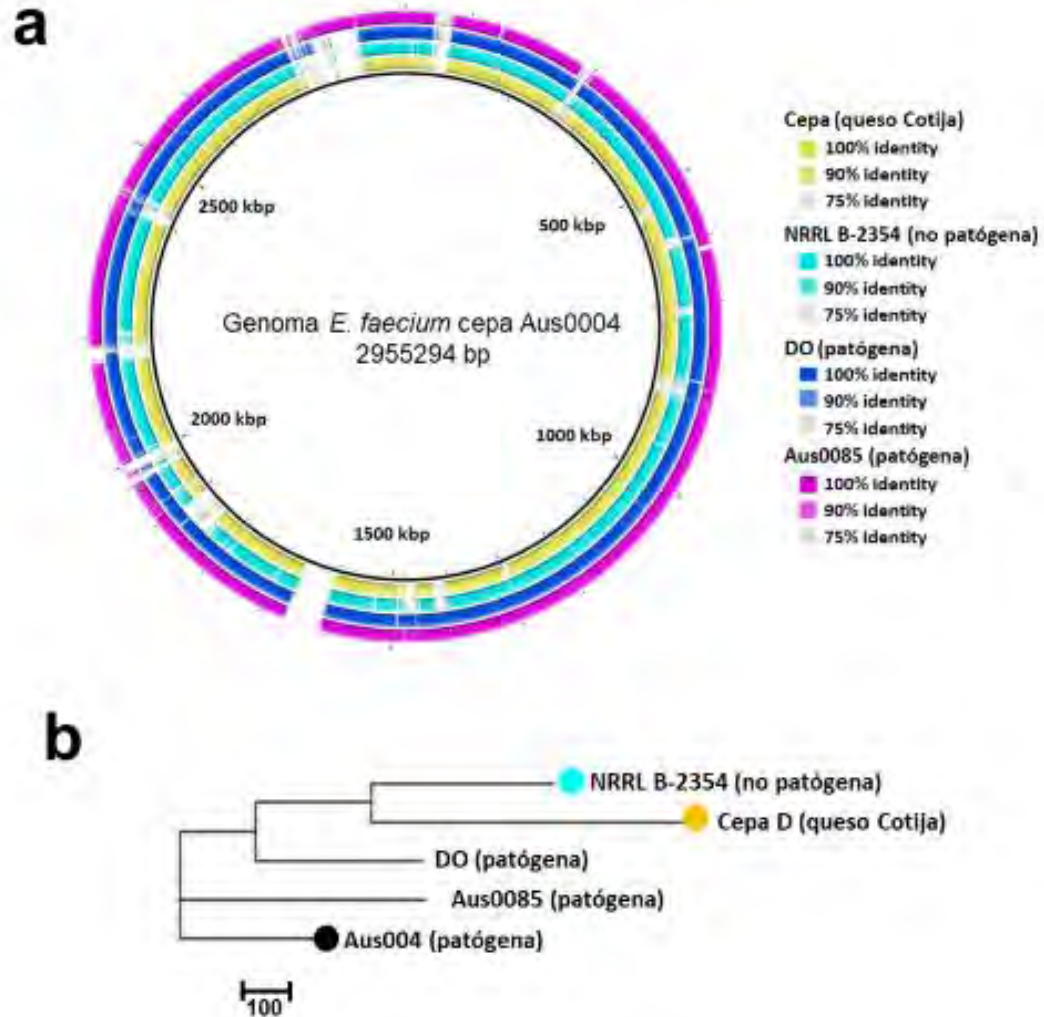 a
Cepa (queso Cotija)
100% identity
90% identity
75% identity
NRRL B-2354 (no patógena)
100% identity
90% identity
75% identity
DO (patógena)
100% identity
90% identity
75% identity
Aus0085 (patógena)
100% identity
90% identity
75% identity
2500 kbp
500 kbp
Genoma E. faecium cepa Aus0004
2955294 bp
2000 kbp
1000 kbp
1500 kbp
b
NRRL B-2354 (no patógena)
Cepa D (queso Cotija)
DO (patógena)
Aus0085 (patógena)
Aus004 (patógena)
100